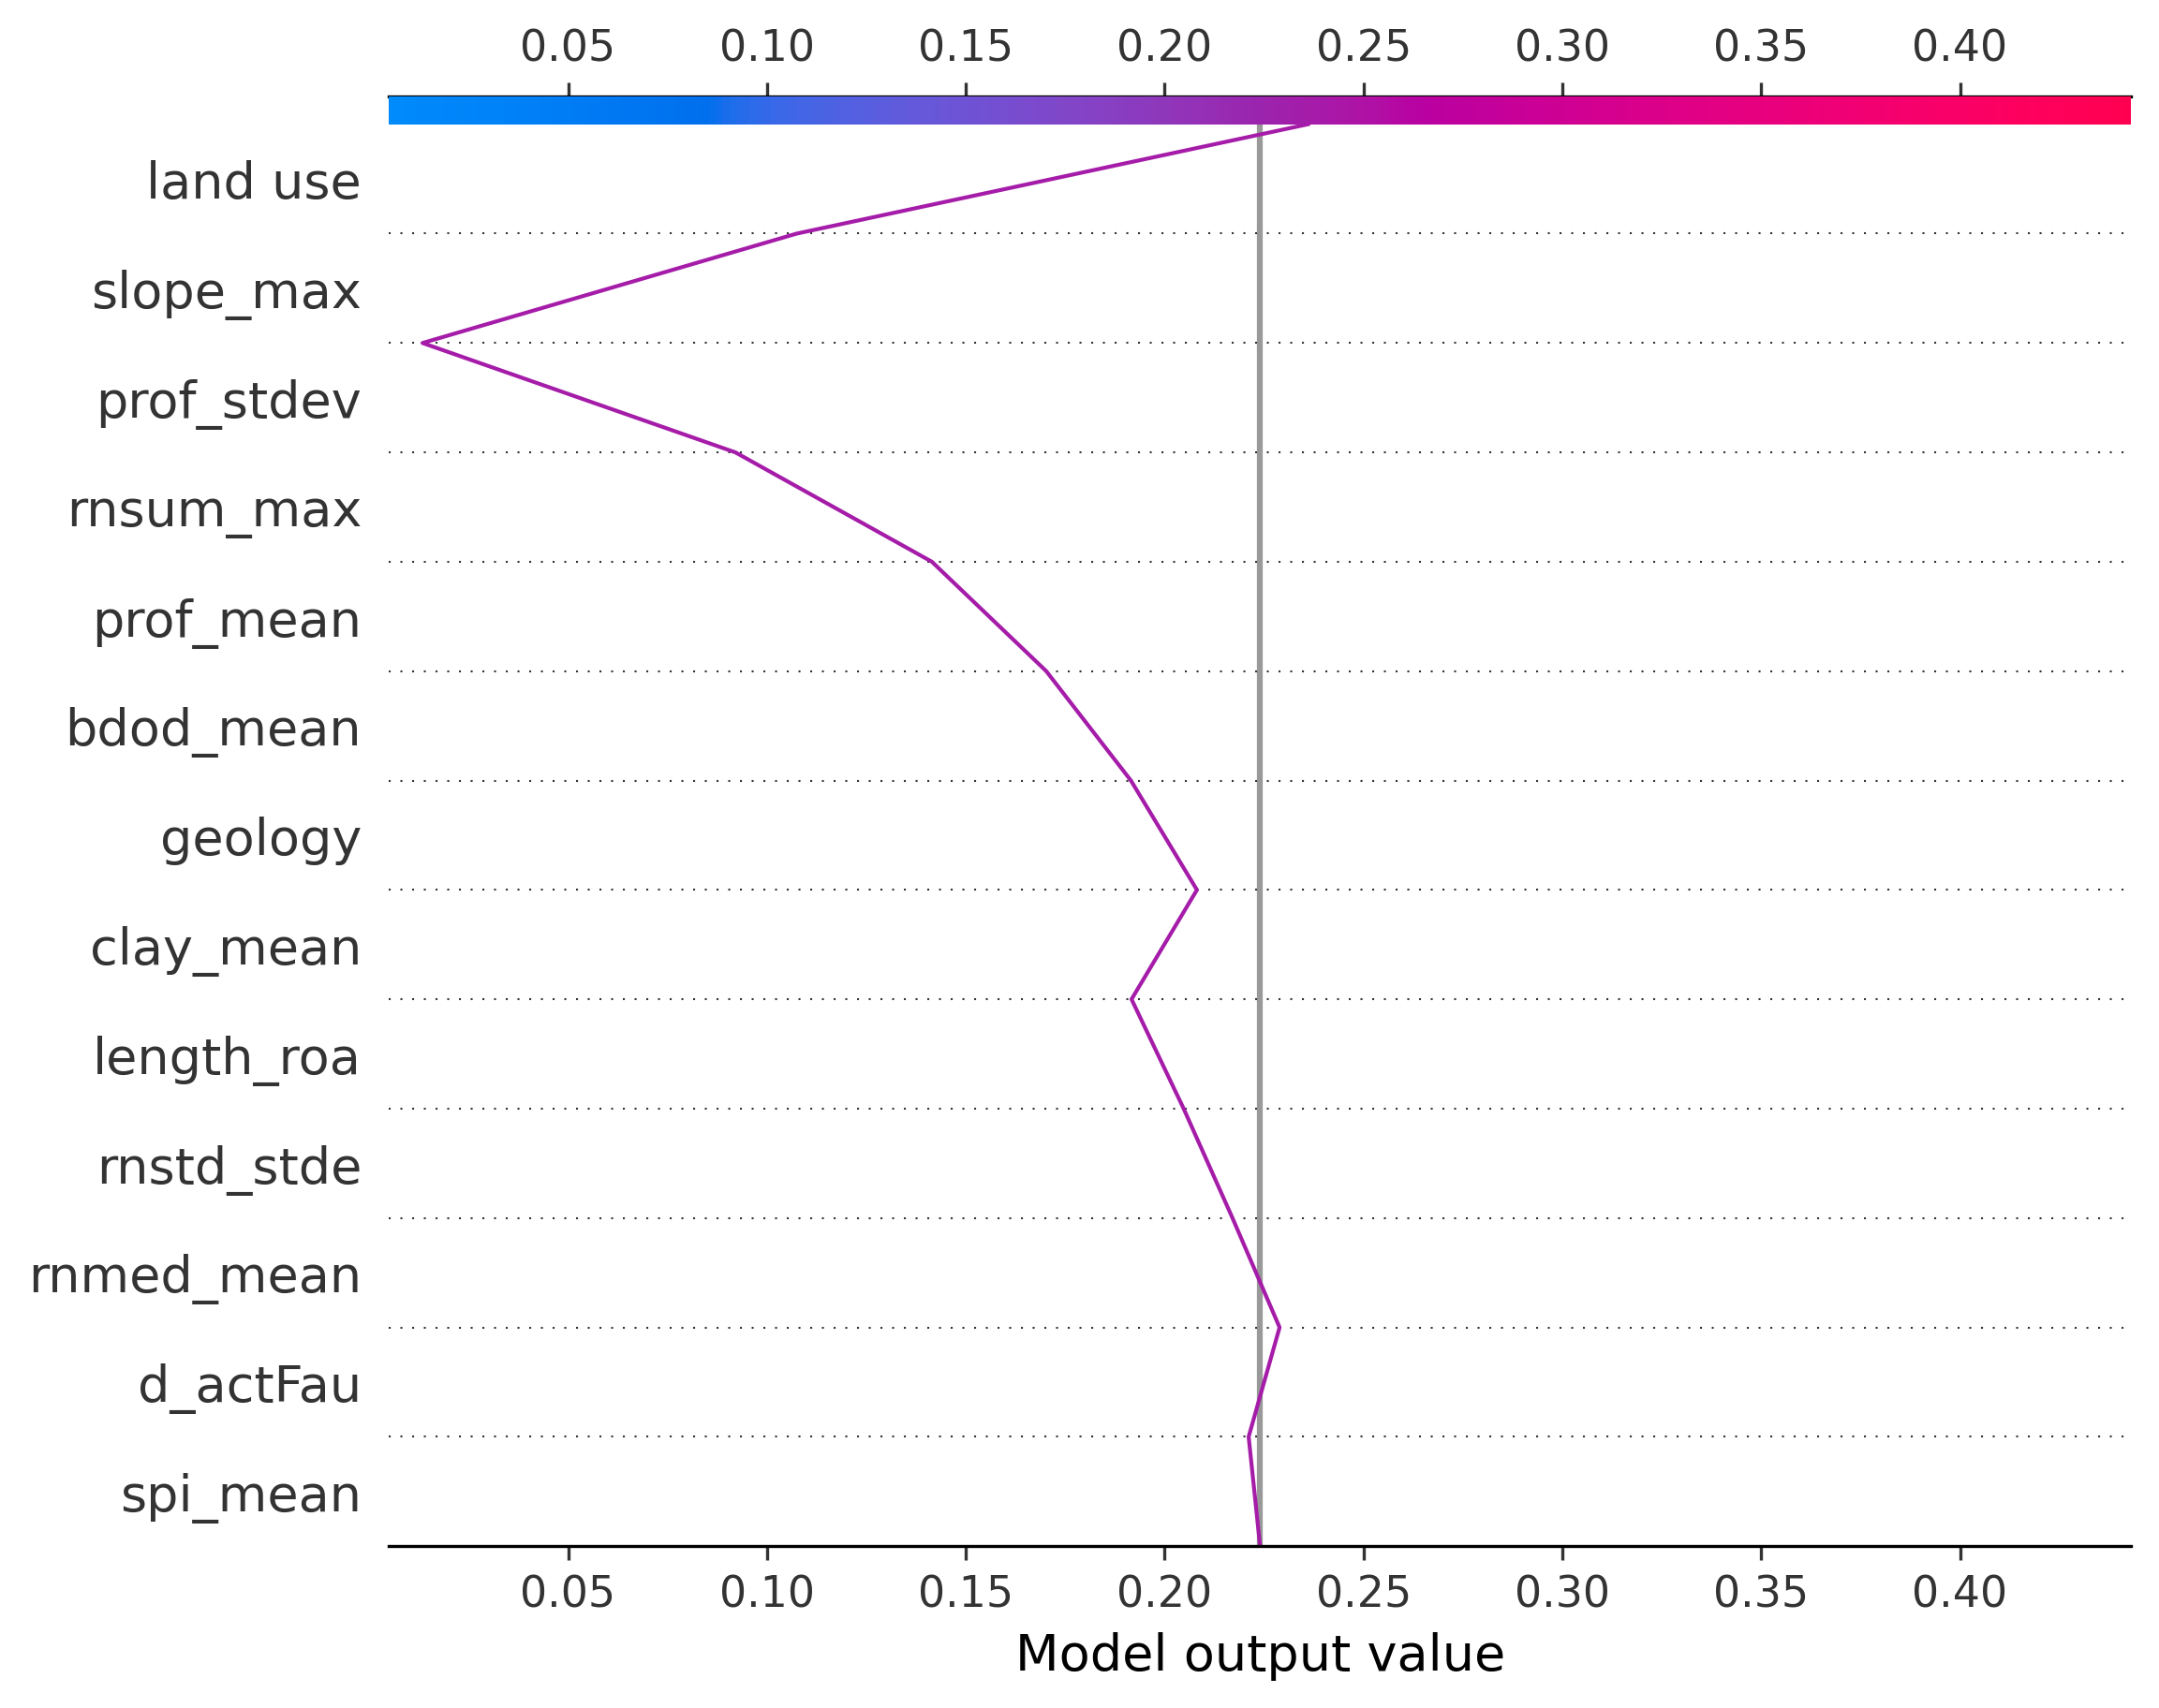 0.05 0.10 0.15 0.20 0.25 0.30 0.35 0.40
land use
slope_max
prof_stdev
rnsum_max
prof_mean
bdod_mean
geology
clay_mean
length_roa
rnstd_stde
rnmed_mean
d_actFau
spi_mean
0.05 0.10 0.15 0.20 0.25 0.30 0.35 0.40
Model output value